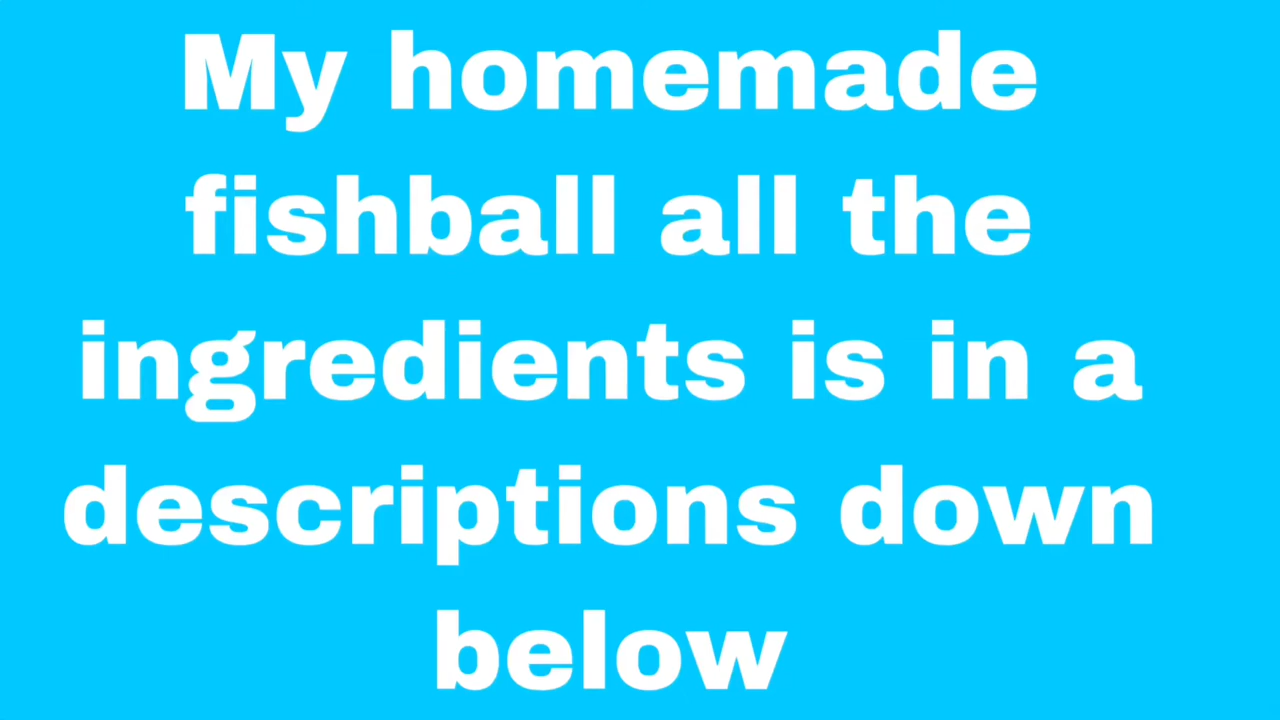 My homemade
fishball all the
ingredients is in a
descriptions down
below